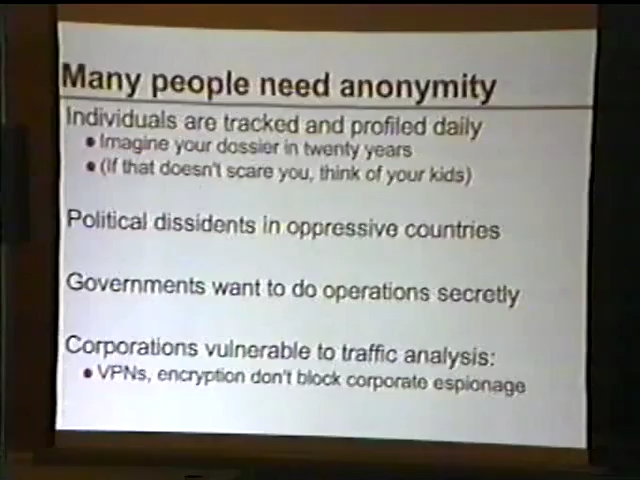 Many people need anonymity
Individuals are tracked and profiled daily
• Imagine your dossier in twenty years
• (If that doesn't scare you, think of your kids)
Political dissidents in oppressive countries
Governments want to do operations secretly
Corporations vulnerable to traffic analysis:
• VPNs, encryption don't block corporate espionage